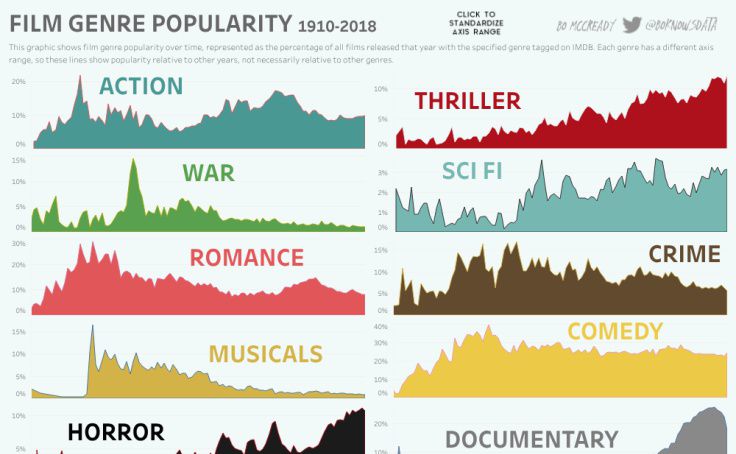 FILM GENRE POPULARITY 1910-2018
CLICK TO
STANDARDIZE
AXIS RANGE
BO MCCREADY @BOKNOWSDATA
This graphic shows film genre popularity over time, represented as the percentage of all films released that year with the specified genre tagged on IMDB. Each genre has a different axis
range, so these lines show popularity relative to other years, not necessarily relative to other genres.
ACTION
20%
10%
0%
THRILLER
10%
5%
0%
WAR
15%
10%
5%
0%
SCI FI
3%
2%
1%
0%
ROMANCE
30%
20%
10%
0%
CRIME
15%
10%
5%
0%
MUSICALS
15%
10%
5%
0%
COMEDY
40%
30%
20%
10%
0%
HORROR
10%
5%
DOCUMENTARY
20%
10%